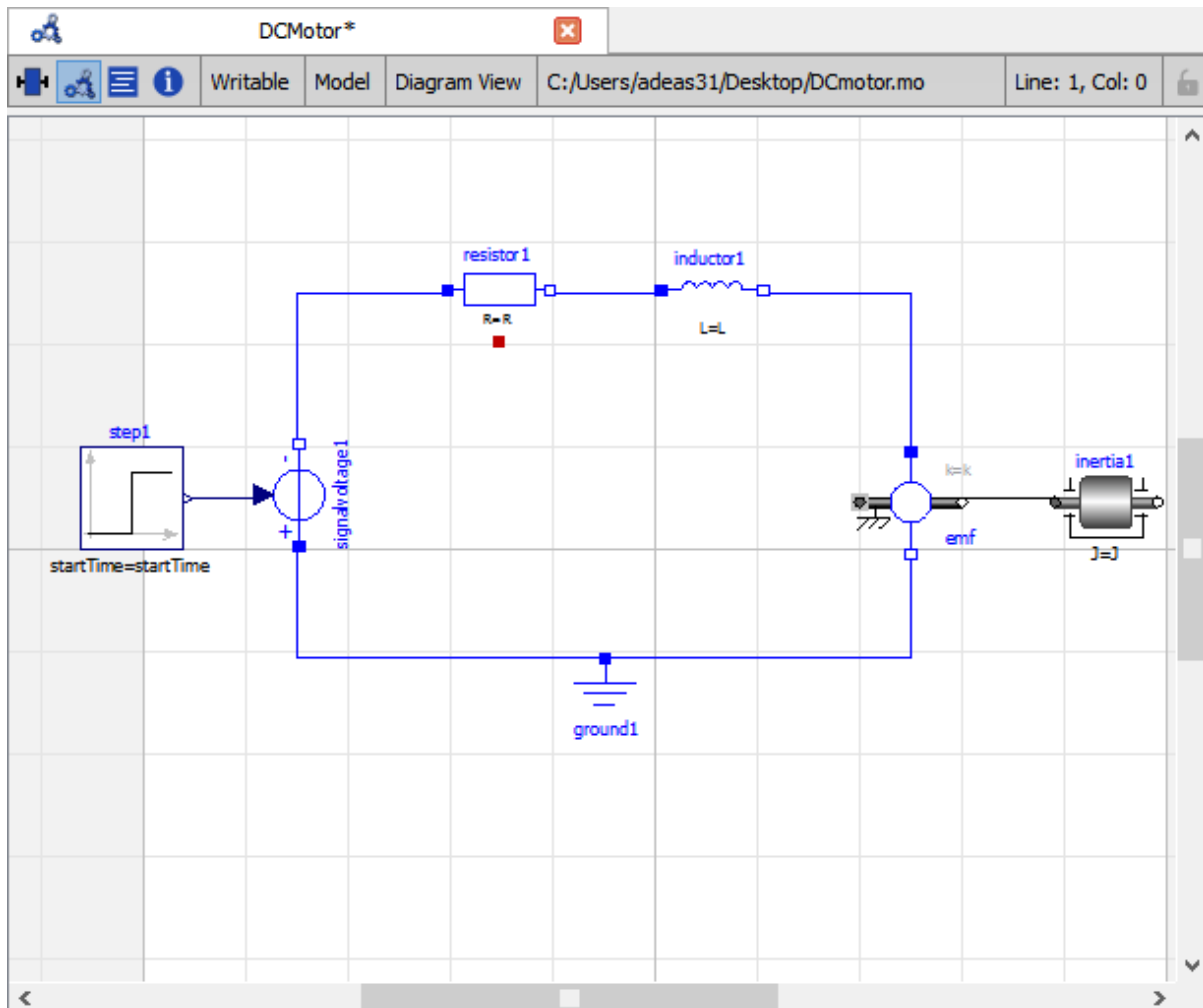 DCMotor*
Writable Model Diagram View C:/Users/adeas31/Desktop/DCmotor.mo Line: 1, Col: 0
resistor1
inductor1
R=R
L=L
step1
signalvoltage1
-
+
startTime=startTime
k=k
emf
inertia1
J=J
ground1